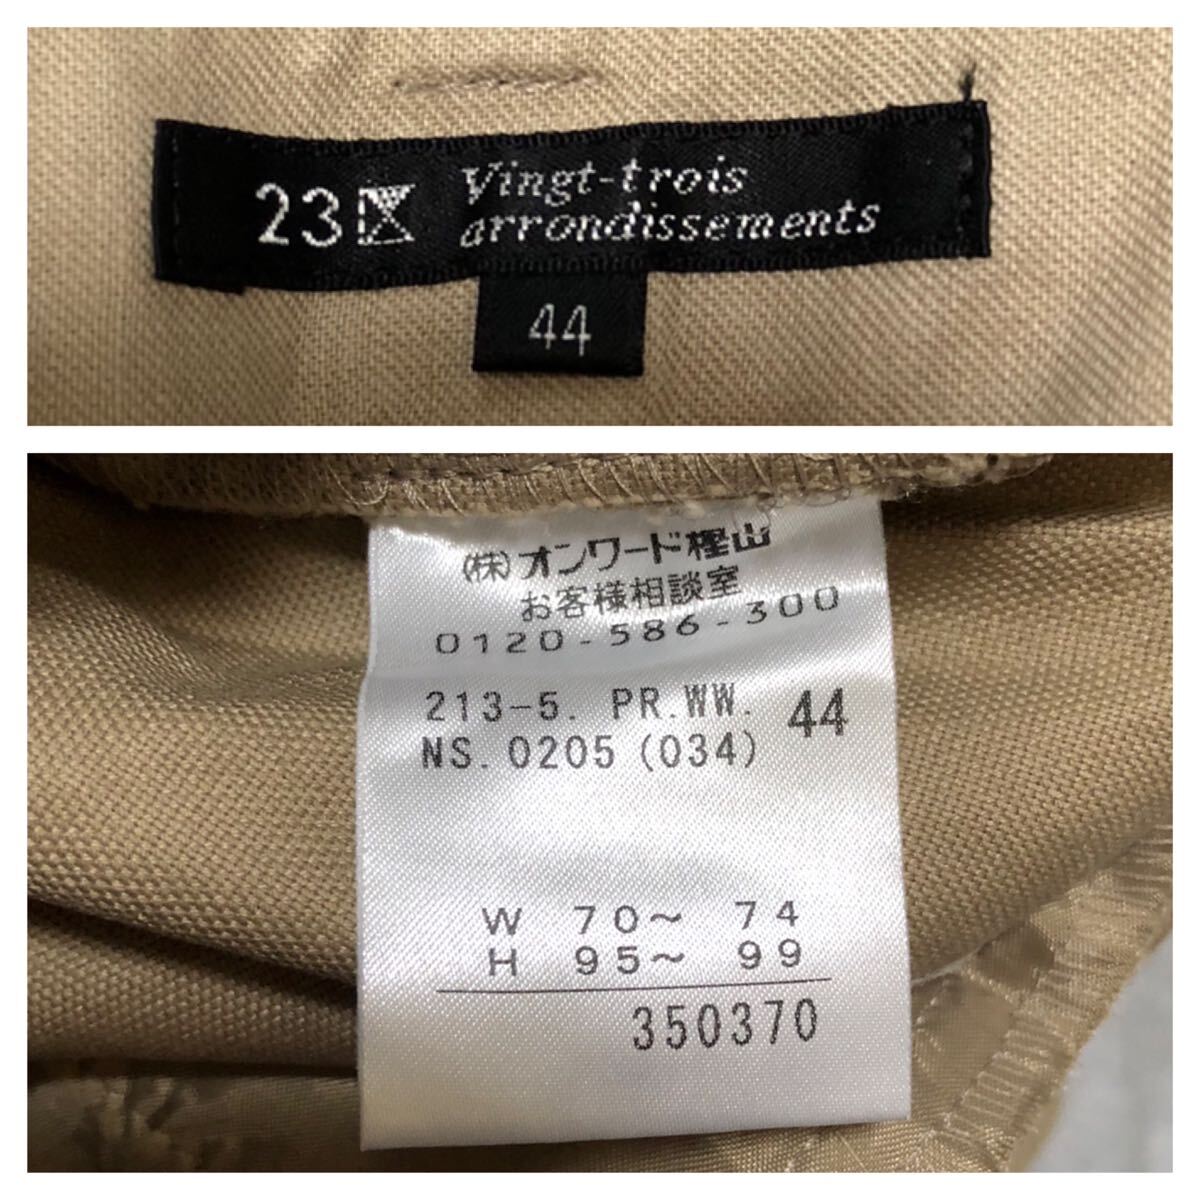 23区 Vingt-trois
arrondissements
44
(株)オンワード樫山
お客様相談室
0120-586-300
213-5. PR.WW. 44
NS.0205(034)
W 70～ 74
H 95～ 99
350370